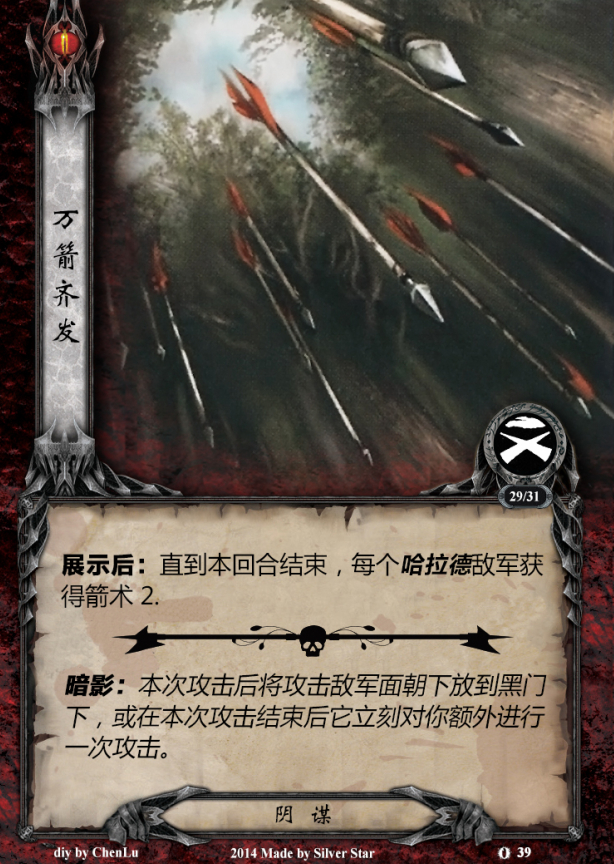 万箭齐发
29/31
展示后：直到本回合结束，每个哈拉德敌军获
得箭术 2.
暗影：本次攻击后将攻击敌军面朝下放到黑门
下，或在本次攻击结束后它立刻对你额外进行
一次攻击。
阴谋
diy by ChenLu
2014 Made by Silver Star
39